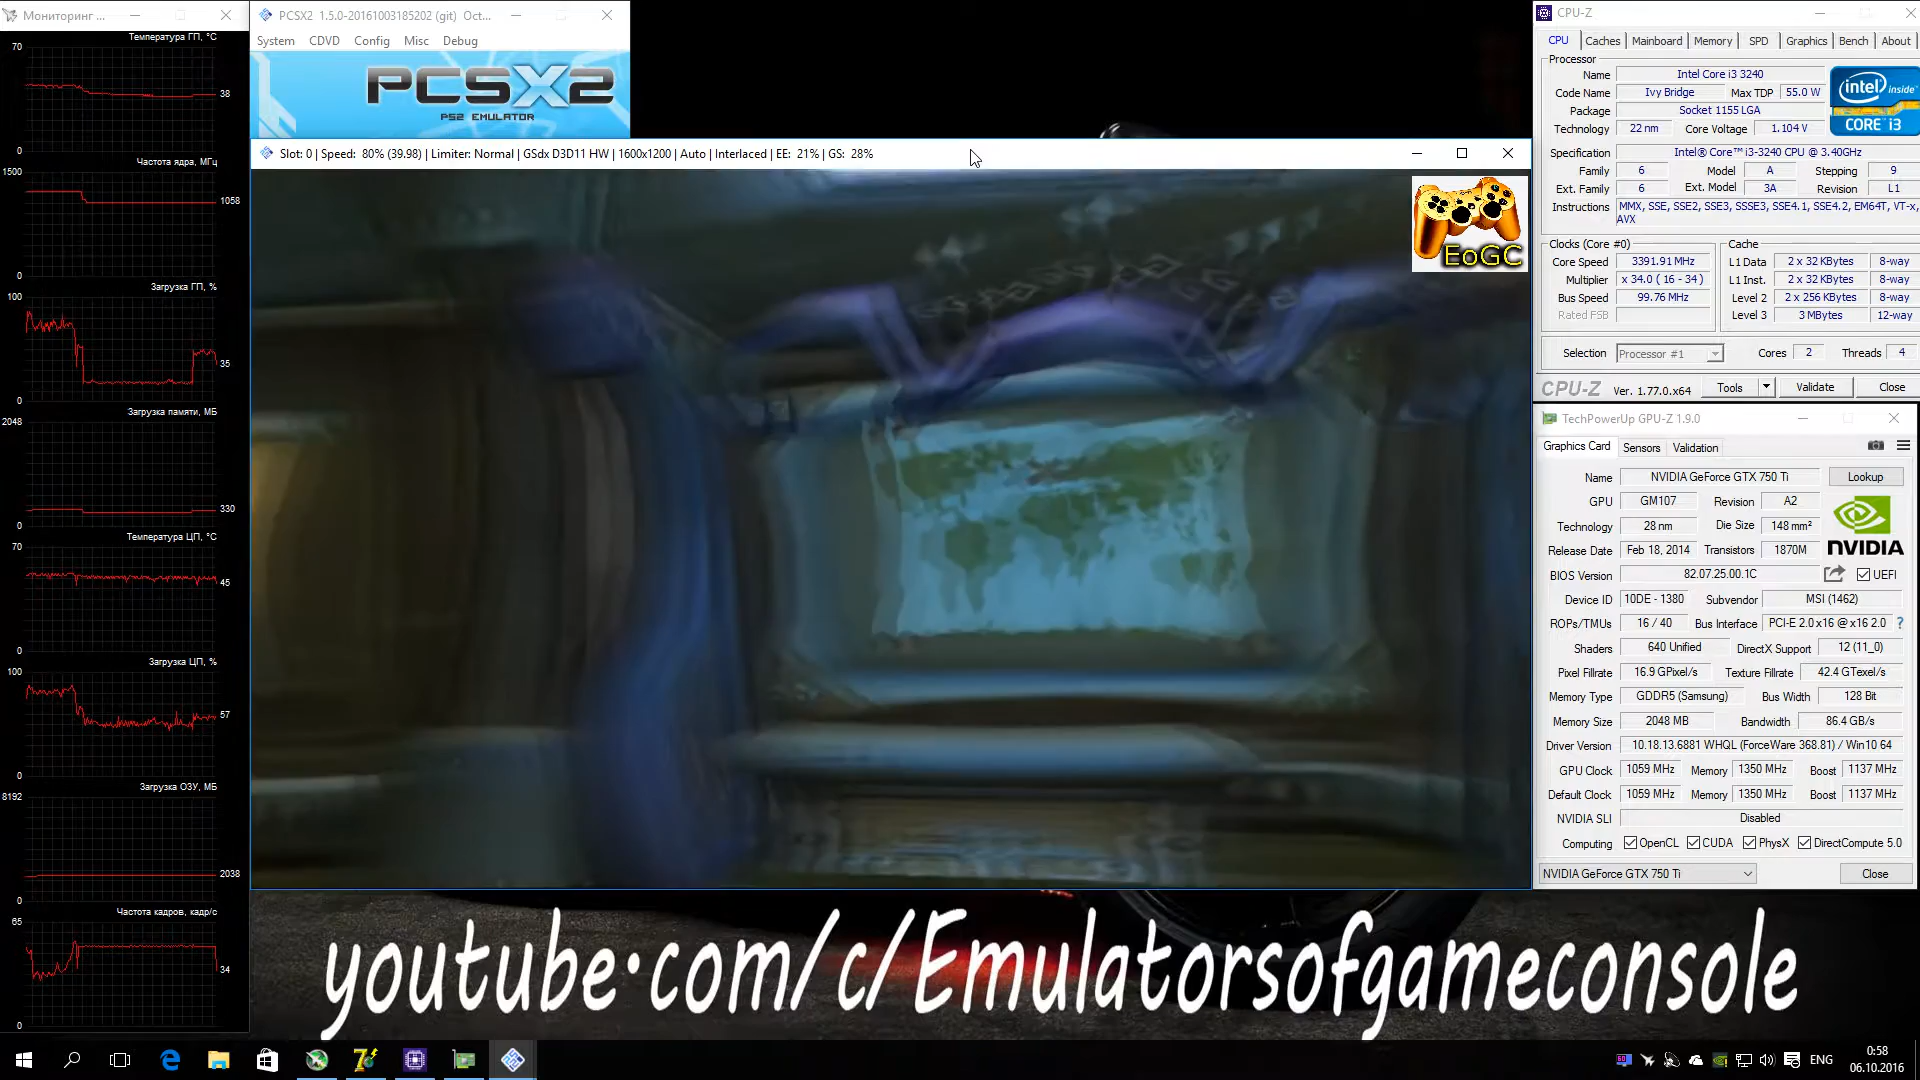 Мониторинг ...
Температура ГП, °C
70
38
0
Частота ядра, МГц
1500
1058
0
Загрузка ГП, %
100
35
0
Загрузка памяти, МБ
2048
330
0
Температура ЦП, °C
70
45
0
Загрузка ЦП, %
100
57
0
Загрузка ОЗУ, МБ
8192
2038
0
Частота кадров, кадр/с
65
34
0
PCSX2 1.5.0-20161003185202 (git) Oct...
System CDVD Config Misc Debug
PCSX2
PS2 EMULATOR
Slot: 0 | Speed: 80% (39.98) | Limiter: Normal | GSdx D3D11 HW | 1600x1200 | Auto | Interlaced | EE: 21% | GS: 28%
EoGC
CPU-Z
CPU Caches Mainboard Memory SPD Graphics Bench About
Processor
Name Intel Core i3 3240
Code Name Ivy Bridge Max TDP 55.0 W
Package Socket 1155 LGA
Technology 22 nm Core Voltage 1.104 V
intel inside
CORE i3
Specification Intel® Core™ i3-3240 CPU @ 3.40GHz
Family 6 Model A Stepping 9
Ext. Family 6 Ext. Model 3A Revision L1
Instructions MMX, SSE, SSE2, SSE3, SSSE3, SSE4.1, SSE4.2, EM64T, VT-x,
AVX
Clocks (Core #0) Cache
Core Speed 3391.91 MHz L1 Data 2 x 32 KBytes 8-way
Multiplier x 34.0 ( 16 - 34 ) L1 Inst. 2 x 32 KBytes 8-way
Bus Speed 99.76 MHz Level 2 2 x 256 KBytes 8-way
Rated FSB Level 3 3 MBytes 12-way
Selection Processor #1 Cores 2 Threads 4
CPU-Z Ver. 1.77.0.x64 Tools Validate Close
TechPowerUp GPU-Z 1.9.0
Graphics Card Sensors Validation
Name NVIDIA GeForce GTX 750 Ti Lookup
GPU GM107 Revision A2
Technology 28 nm Die Size 148 mm²
Release Date Feb 18, 2014 Transistors 1870M
NVIDIA
BIOS Version 82.07.25.00.1C UEFI
Device ID 10DE - 1380 Subvendor MSI (1462)
ROPs/TMUs 16 / 40 Bus Interface PCI-E 2.0 x16 @ x16 2.0 ?
Shaders 640 Unified DirectX Support 12 (11_0)
Pixel Fillrate 16.9 GPixel/s Texture Fillrate 42.4 GTexel/s
Memory Type GDDR5 (Samsung) Bus Width 128 Bit
Memory Size 2048 MB Bandwidth 86.4 GB/s
Driver Version 10.18.13.6881 WHQL (ForceWare 368.81) / Win10 64
GPU Clock 1059 MHz Memory 1350 MHz Boost 1137 MHz
Default Clock 1059 MHz Memory 1350 MHz Boost 1137 MHz
NVIDIA SLI Disabled
Computing OpenCL CUDA PhysX DirectCompute 5.0
NVIDIA GeForce GTX 750 Ti Close
youtube.com/c/Emulatorsofgameconsole
60
ENG
0:58
06.10.2016